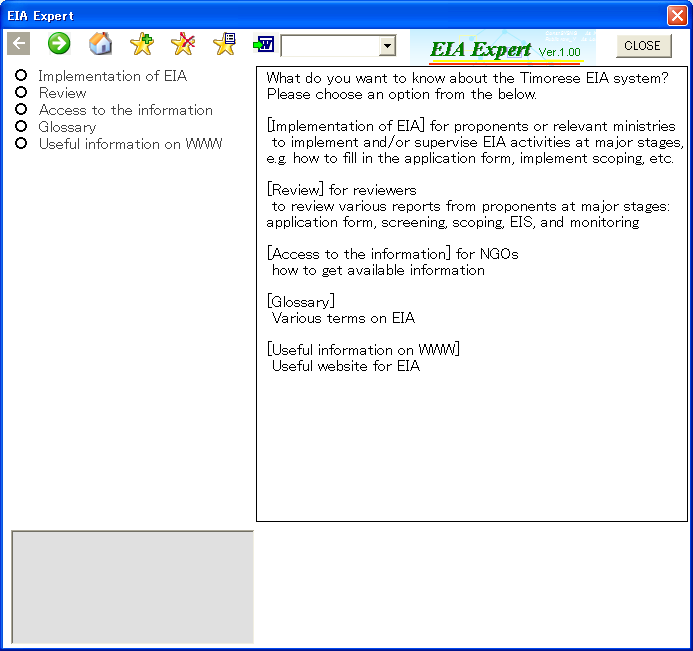 EIA Expert
W
EIA Expert Ver.1.00
CLOSE
Implementation of EIA
Review
Access to the information
Glossary
Useful information on WWW
What do you want to know about the Timorese EIA system?
Please choose an option from the below.
[Implementation of EIA] for proponents or relevant ministries
to implement and/or supervise EIA activities at major stages,
e.g. how to fill in the application form, implement scoping, etc.
[Review] for reviewers
to review various reports from proponents at major stages:
application form, screening, scoping, EIS, and monitoring
[Access to the information] for NGOs
how to get available information
[Glossary]
Various terms on EIA
[Useful information on WWW]
Useful website for EIA